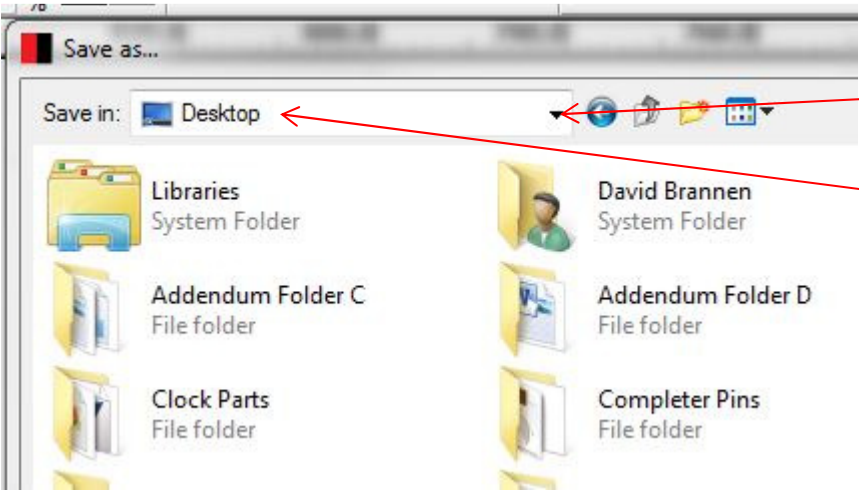 %
Save as...
Save in: Desktop
Libraries
System Folder
David Brannen
System Folder
Addendum Folder C
File folder
Addendum Folder D
File folder
Clock Parts
File folder
Completer Pins
File folder